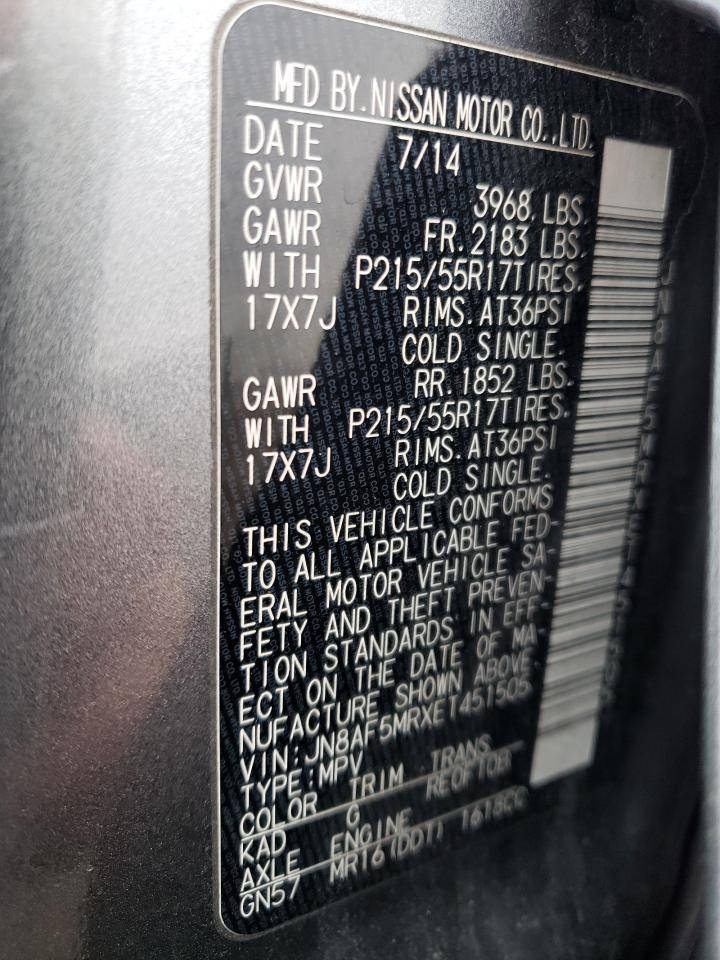 MFD BY.NISSAN MOTOR CO.,LTD.
DATE 7/14
GVWR 3968 LBS.
GAWR FR.2183 LBS.
WITH P215/55R17TIRES.
17X7J RIMS.AT36PSI
COLD SINGLE.
GAWR RR.1852 LBS.
WITH P215/55R17TIRES.
17X7J RIMS.AT36PSI
COLD SINGLE.
THIS VEHICLE CONFORMS
TO ALL APPLICABLE FED-
ERAL MOTOR VEHICLE SA-
FETY AND THEFT PREVEN-
TION STANDARDS IN EFF-
ECT ON THE DATE OF MA-
NUFACTURE SHOWN ABOVE.
VIN:JN8AF5MRXET451505
TYPE:MPV
COLOR TRIM TRANS
KAD G RE0F10B
AXLE ENGINE
GN57 MR16(DDT) 1618CC